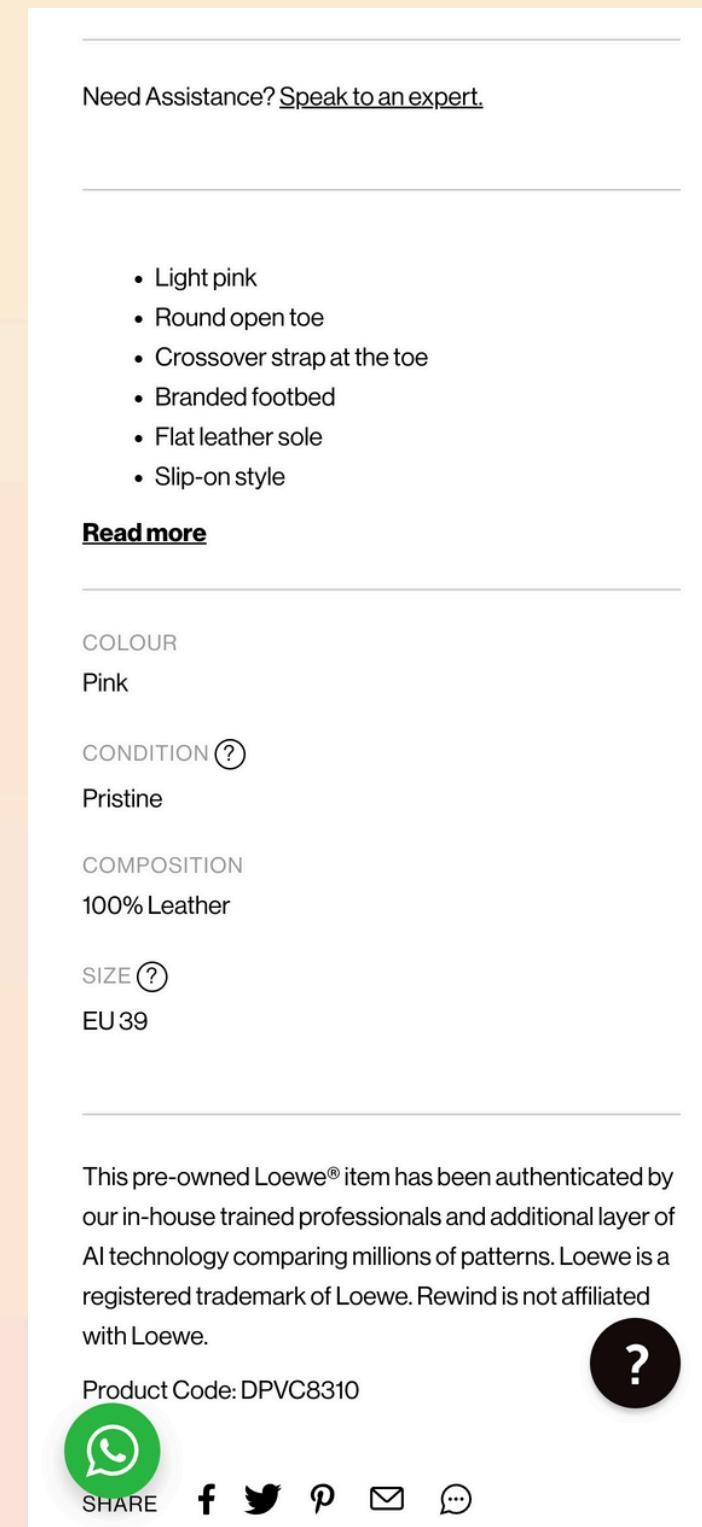 Need Assistance? Speak to an expert.
• Light pink
• Round open toe
• Crossover strap at the toe
• Branded footbed
• Flat leather sole
• Slip-on style
Read more
COLOUR
Pink
CONDITION ?
Pristine
COMPOSITION
100% Leather
SIZE ?
EU 39
This pre-owned Loewe® item has been authenticated by
our in-house trained professionals and additional layer of
AI technology comparing millions of patterns. Loewe is a
registered trademark of Loewe. Rewind is not affiliated
with Loewe.
?
Product Code: DPVC8310
SHARE